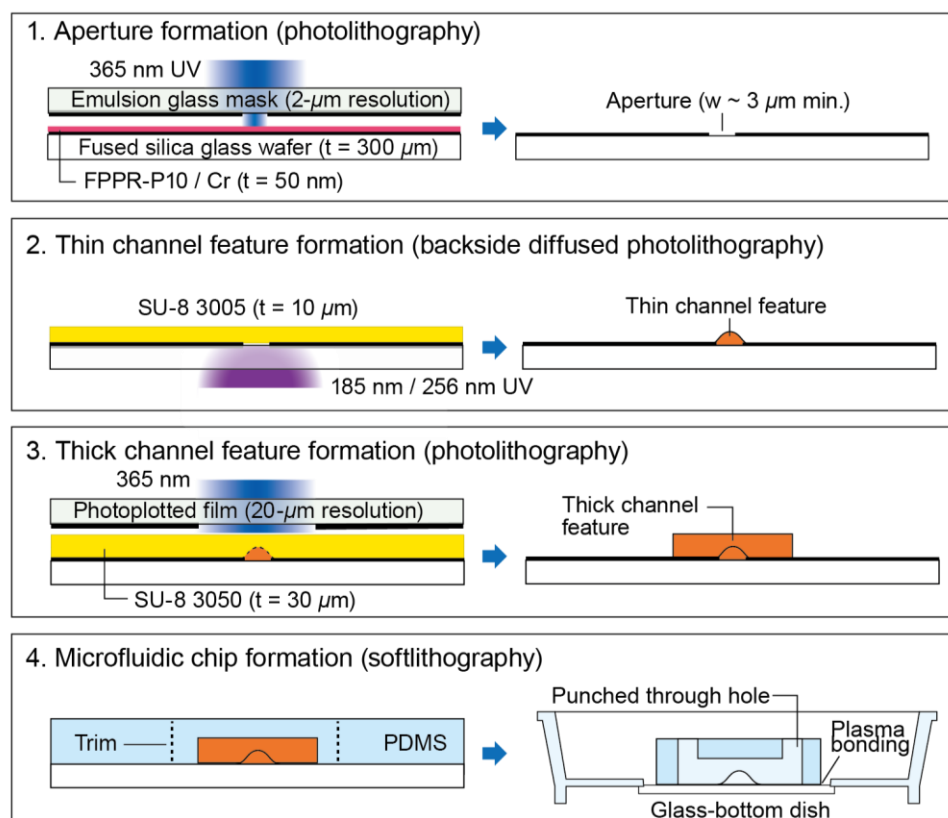 1. Aperture formation (photolithography)
365 nm UV
Emulsion glass mask (2-µm resolution)
Fused silica glass wafer (t = 300 µm)
FPPR-P10 / Cr (t = 50 nm)
Aperture (w ~ 3 µm min.)
2. Thin channel feature formation (backside diffused photolithography)
SU-8 3005 (t = 10 µm)
185 nm / 256 nm UV
Thin channel feature
3. Thick channel feature formation (photolithography)
365 nm
Photoplotted film (20-µm resolution)
SU-8 3050 (t = 30 µm)
Thick channel
feature
4. Microfluidic chip formation (softlithography)
Trim
PDMS
Punched through hole
Plasma
bonding
Glass-bottom dish